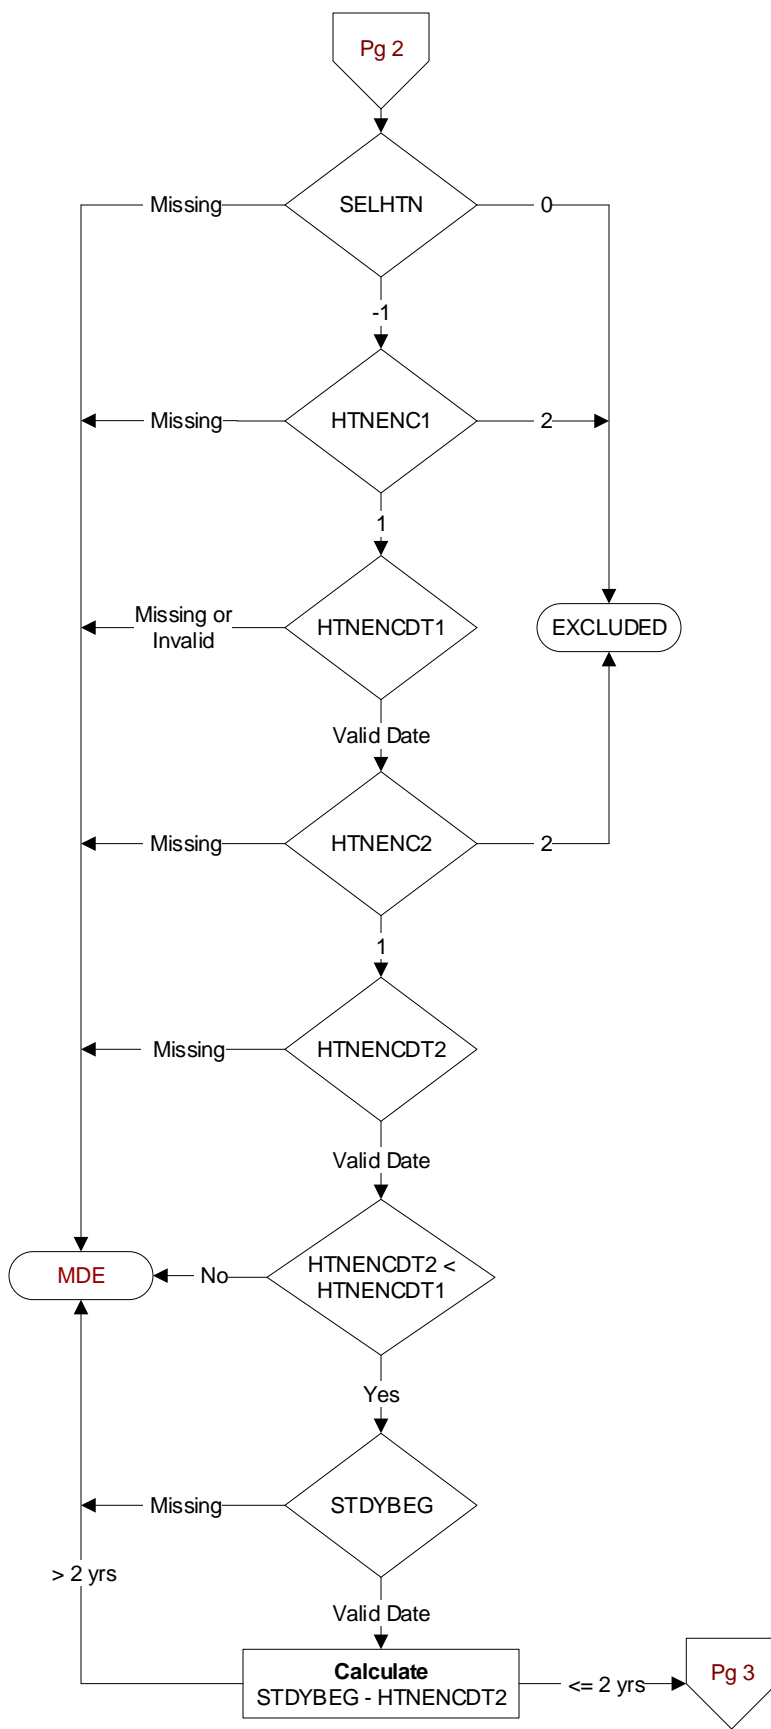 Pg 2
Missing
SELHTN
0
-1
Missing
HTNENC1
2
1
Missing or
Invalid
HTNENCDT1
EXCLUDED
Valid Date
Missing
HTNENC2
2
1
Missing
HTNENCDT2
Valid Date
MDE
No
HTNENCDT2 <
HTNENCDT1
Yes
Missing
STDYBEG
> 2 yrs
Valid Date
Calculate
STDYBEG - HTNENCDT2
<= 2 yrs
Pg 3